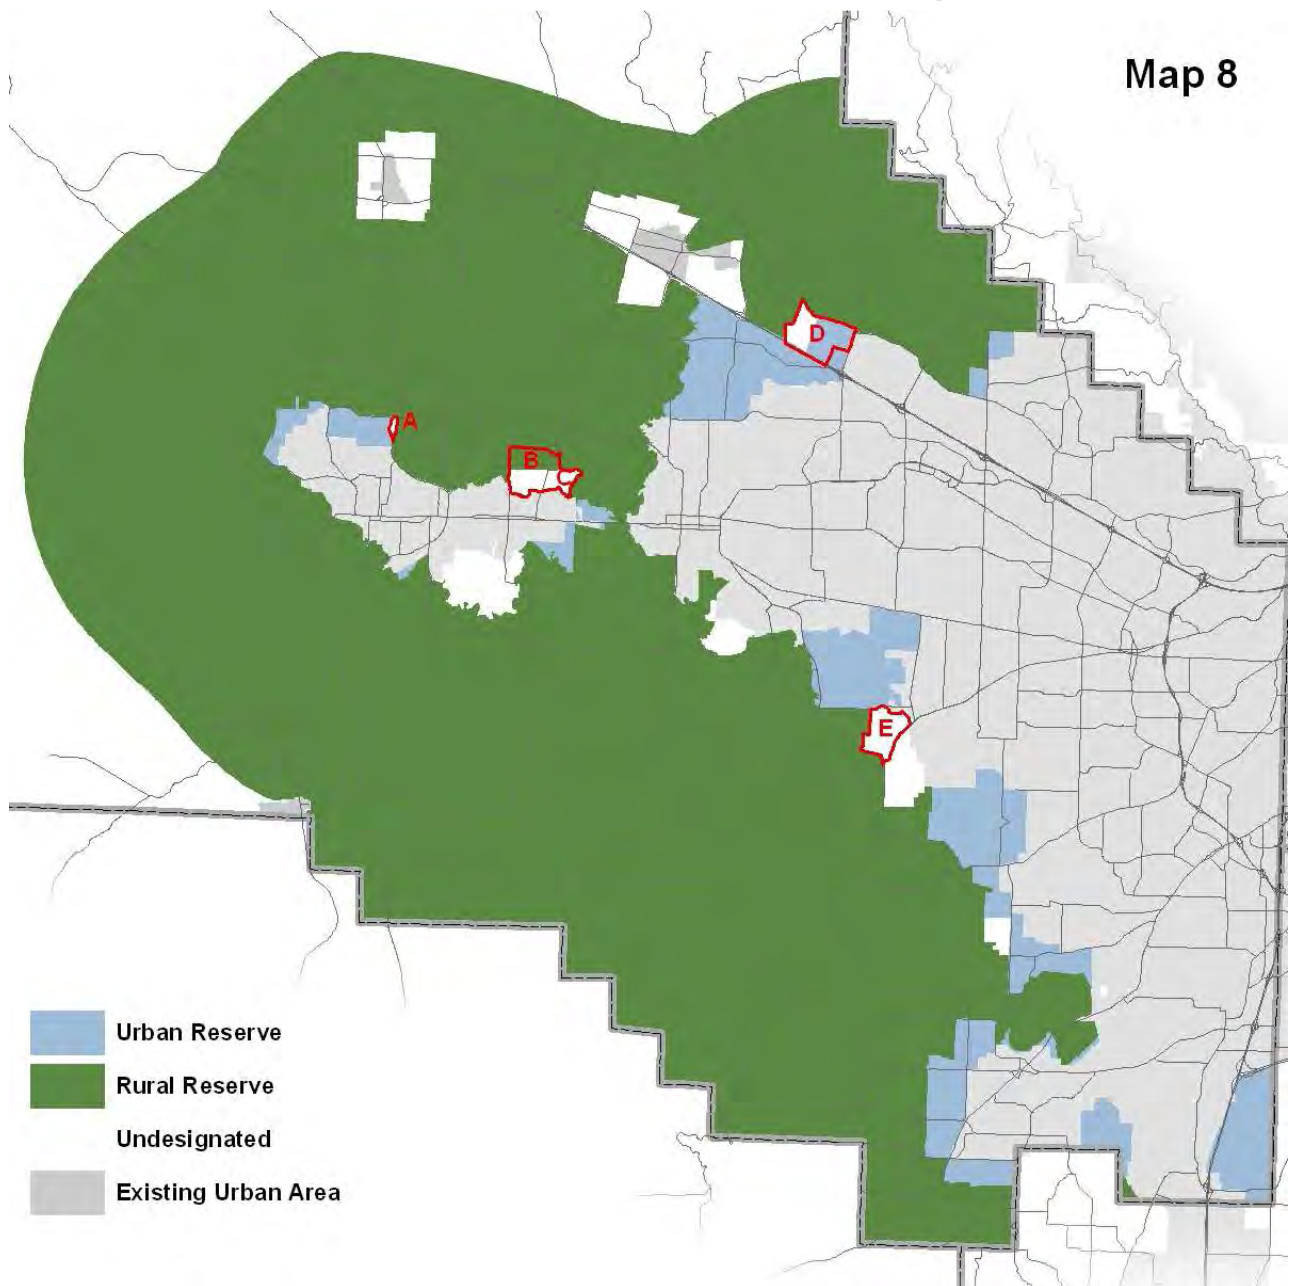 Map 8
D
A
B
C
E
Urban Reserve
Rural Reserve
Undesignated
Existing Urban Area